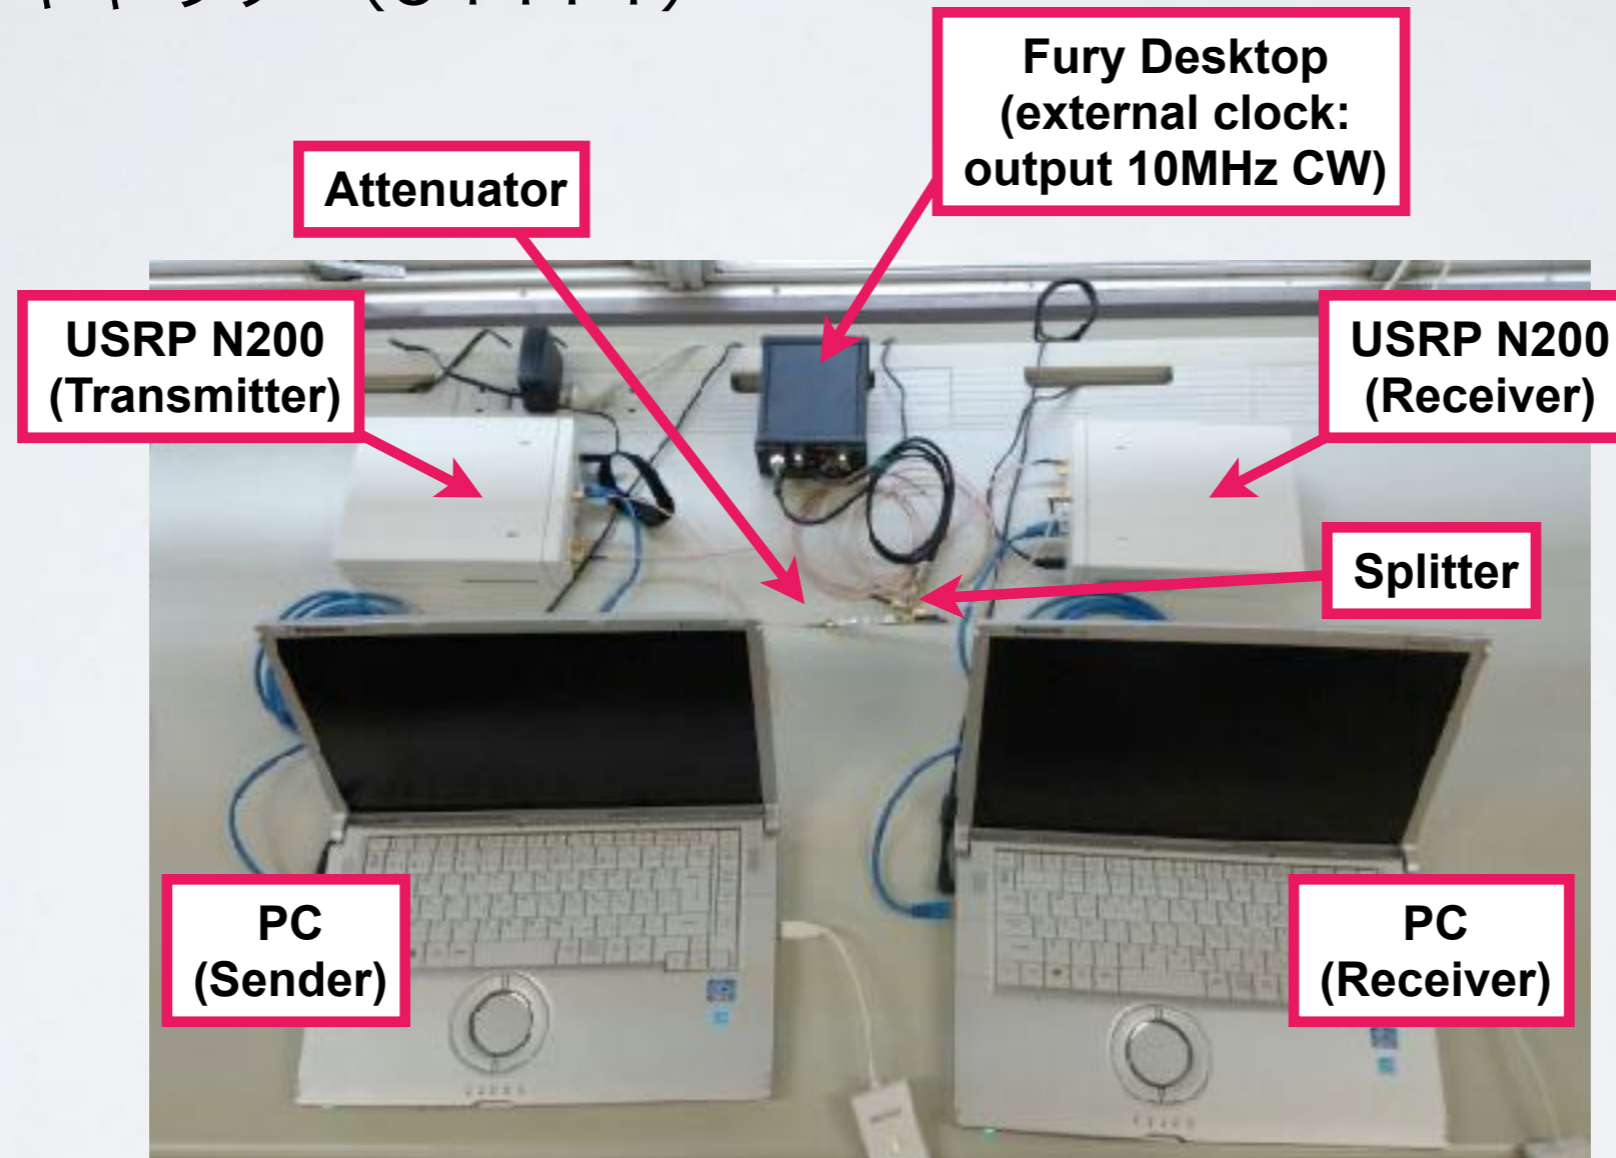 Fury Desktop
(external clock:
output 10MHz CW)
Attenuator
USRP N200
(Transmitter)
USRP N200
(Receiver)
Splitter
PC
(Sender)
PC
(Receiver)